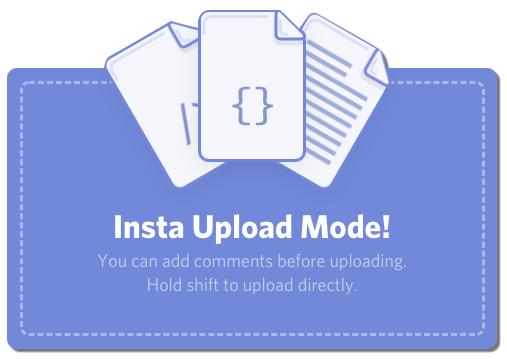 {}
Insta Upload Mode!
You can add comments before uploading.
Hold shift to upload directly.